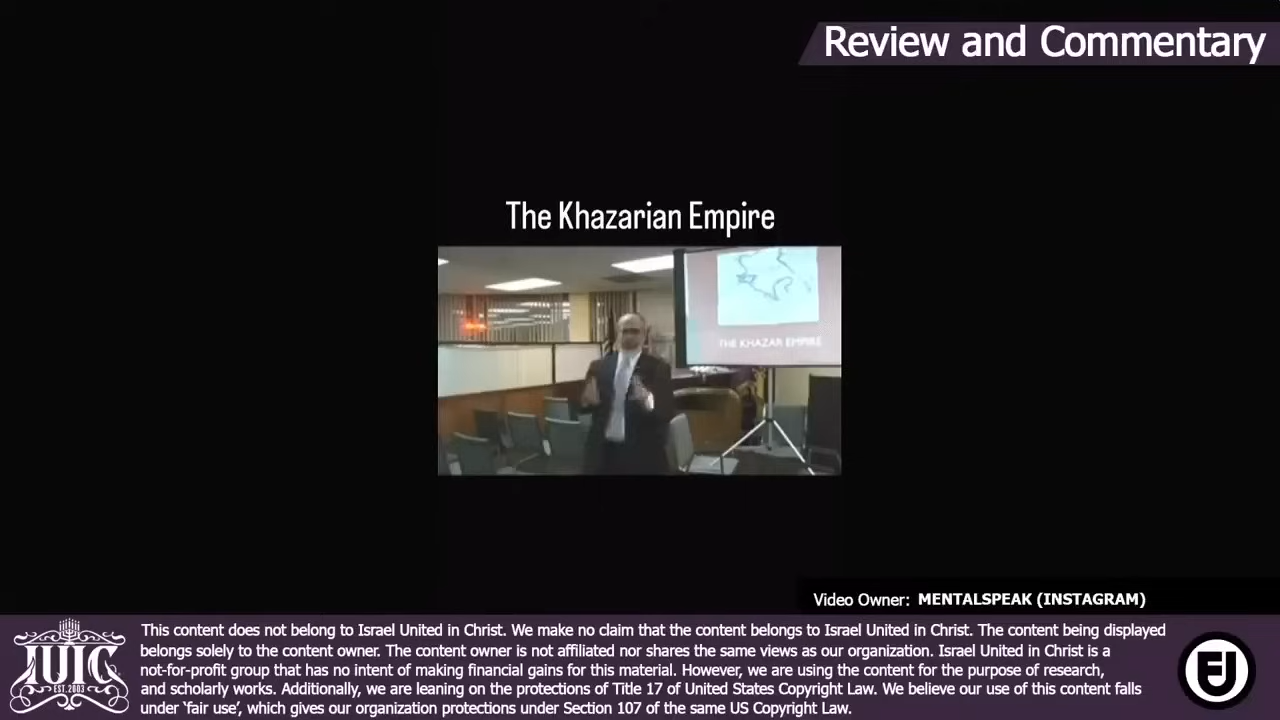 Review and Commentary
The Khazarian Empire
THE KHAZAR EMPIRE
Video Owner: MENTALSPEAK (INSTAGRAM)
This content does not belong to Israel United in Christ. We make no claim that the content belongs to Israel United in Christ. The content being displayed
belongs solely to the content owner. The content owner is not affiliated nor shares the same views as our organization. Israel United in Christ is a
not-for-profit group that has no intent of making financial gains for this material. However, we are using the content for the purpose of research,
and scholarly works. Additionally, we are leaning on the protections of Title 17 of United States Copyright Law. We believe our use of this content falls
under ‘fair use’, which gives our organization protections under Section 107 of the same US Copyright Law.
IUIC
EST.2003